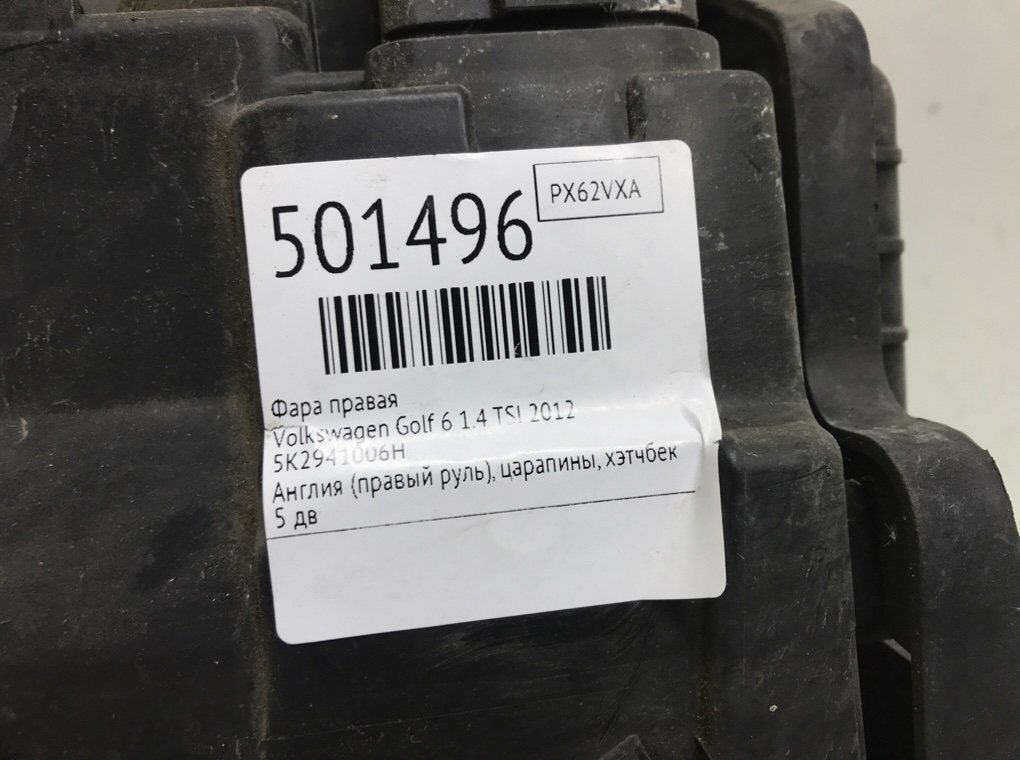 501496
PX62VXA
Фара правая
Volkswagen Golf 6 1.4 TSI 2012
5K2941006H
Англия (правый руль), царапины, хэтчбек
5 дв